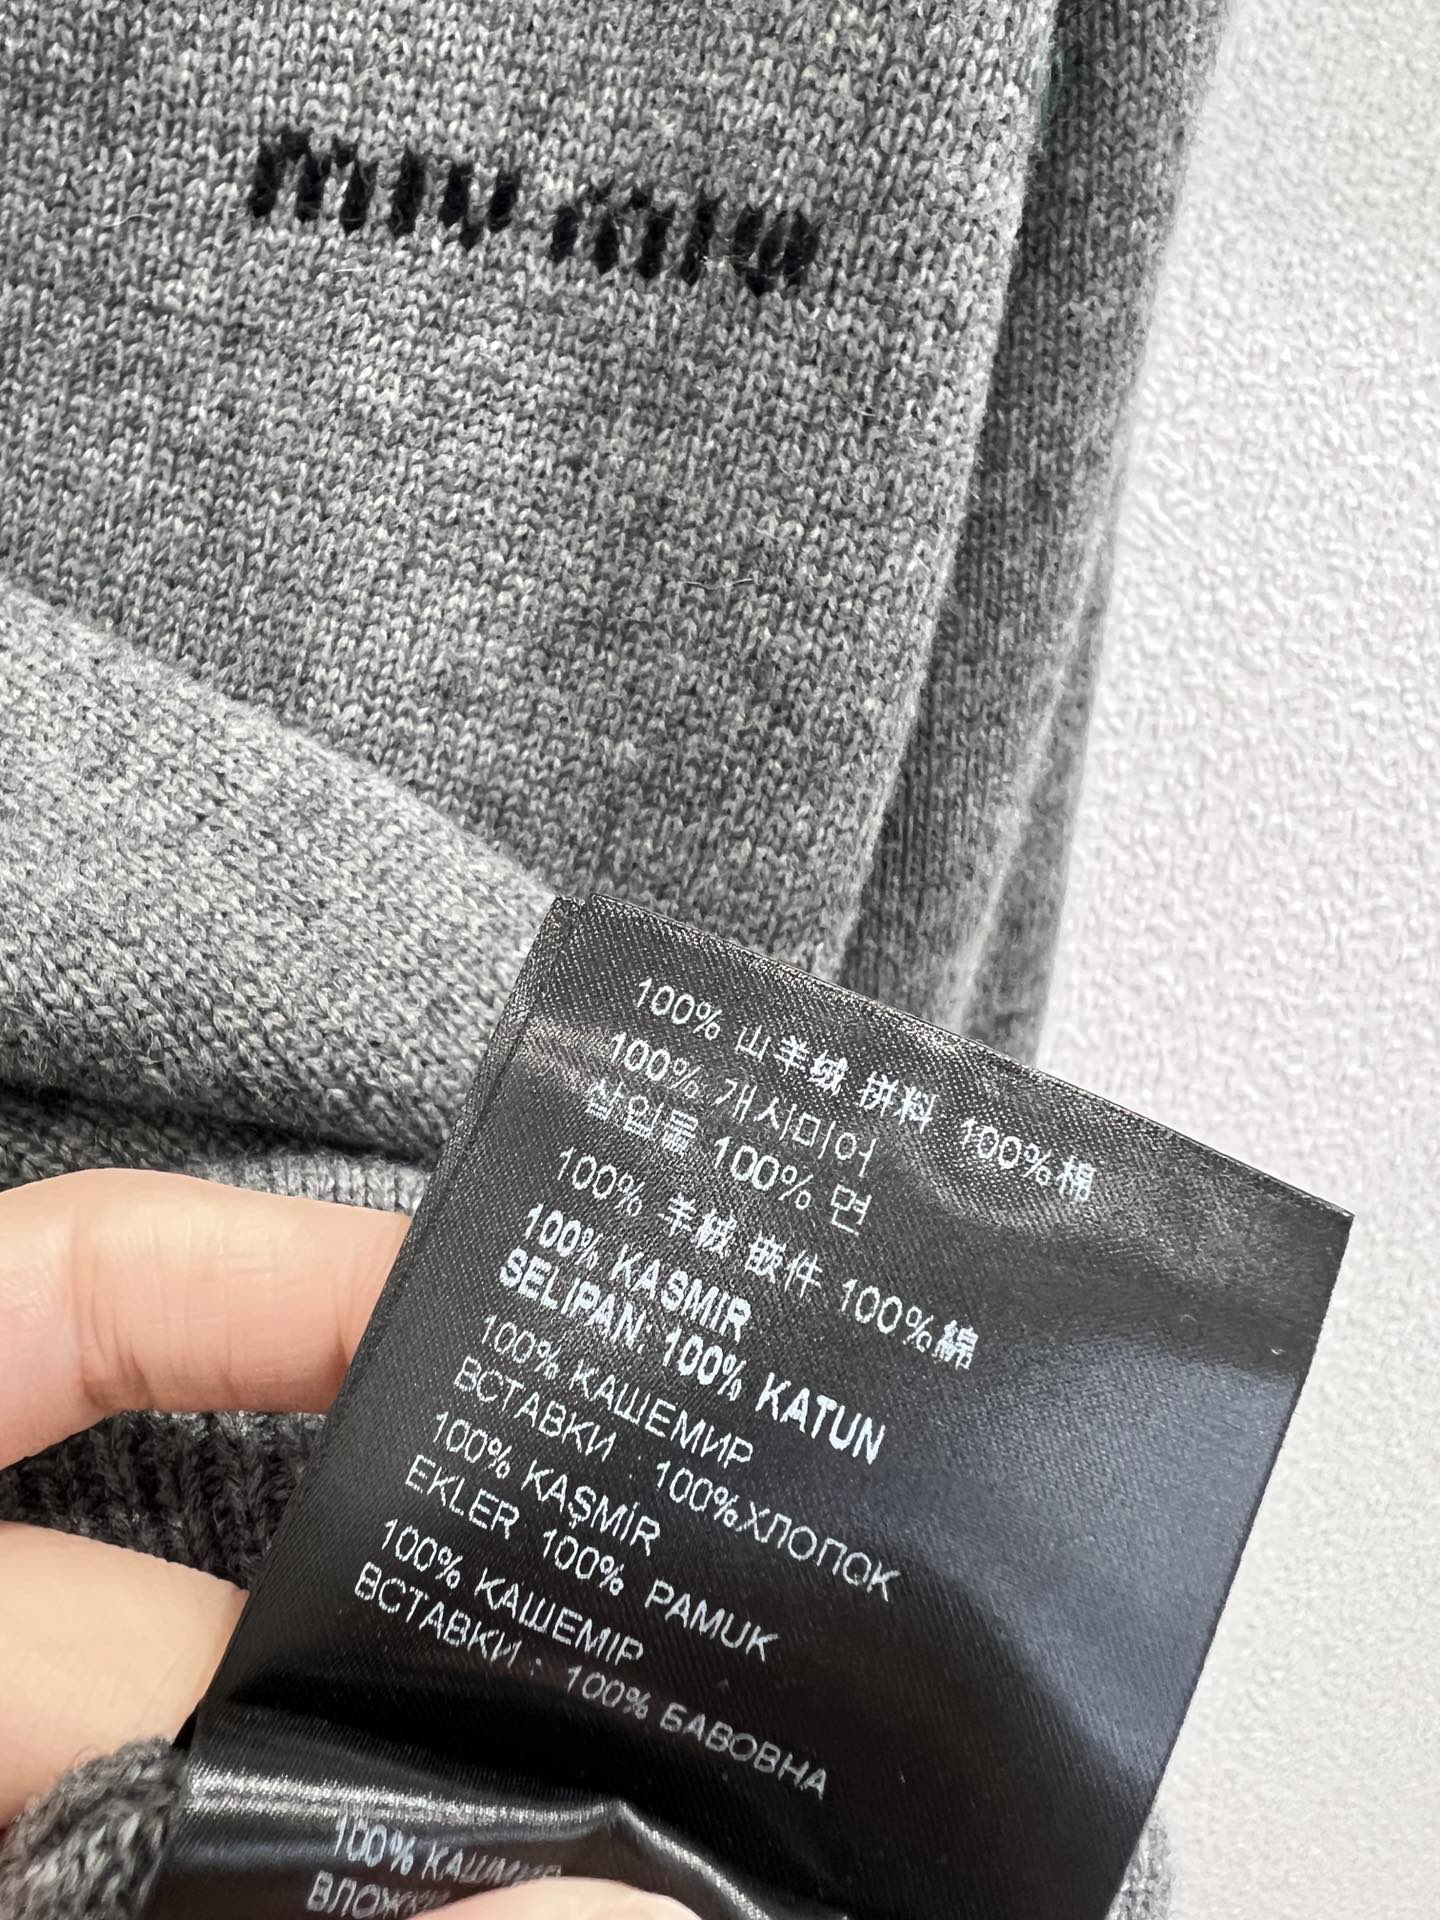 miu miu
100% 山羊绒 拼料 100%棉
100% 개시미어
삽입물 100% 면
100% 羊絨 嵌件 100%綿
100% KASMIR
SELIPAN: 100% KATUN
100% КАШЕМИР
ВСТАВКИ : 100%ХЛОПОК
100% KAŞMİR
EKLER 100% PAMUK
100% КАШЕМІР
ВСТАВКИ : 100% БАВОВНА
100%